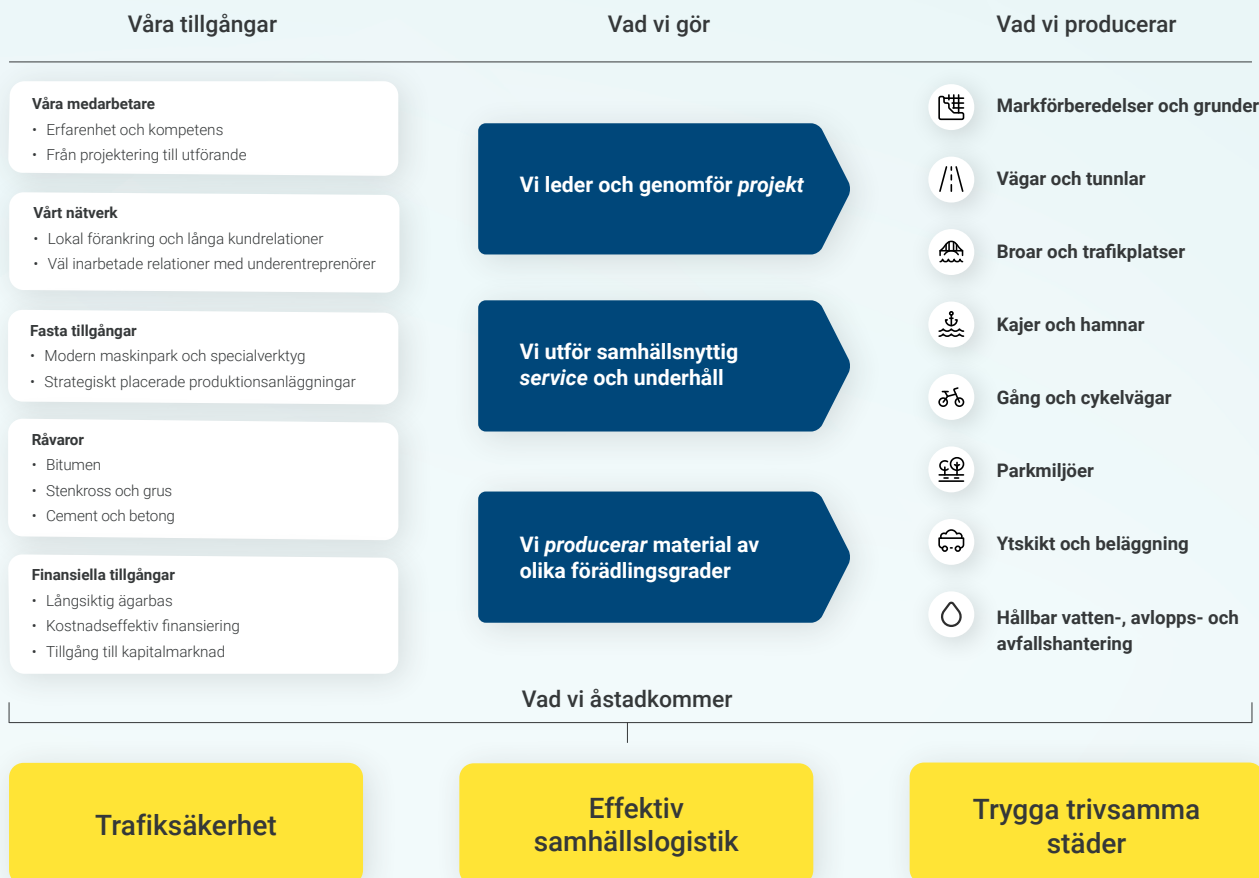 Våra tillgångar
Vad vi gör
Vad vi producerar
Våra medarbetare
• Erfarenhet och kompetens
• Från projektering till utförande
Vårt nätverk
• Lokal förankring och långa kundrelationer
• Väl inarbetade relationer med underentreprenörer
Fasta tillgångar
• Modern maskinpark och specialverktyg
• Strategiskt placerade produktionsanläggningar
Råvaror
• Bitumen
• Stenkross och grus
• Cement och betong
Finansiella tillgångar
• Långsiktig ägarbas
• Kostnadseffektiv finansiering
• Tillgång till kapitalmarknad
Vi leder och genomför projekt
Vi utför samhällsnyttig
service och underhåll
Vi producerar material av
olika förädlingsgrader
Markförberedelser och grunder
Vägar och tunnlar
Broar och trafikplatser
Kajer och hamnar
Gång och cykelvägar
Parkmiljöer
Ytskikt och beläggning
Hållbar vatten-, avlopps- och
avfallshantering
Vad vi åstadkommer
Trafiksäkerhet
Effektiv
samhällslogistik
Trygga trivsamma
städer